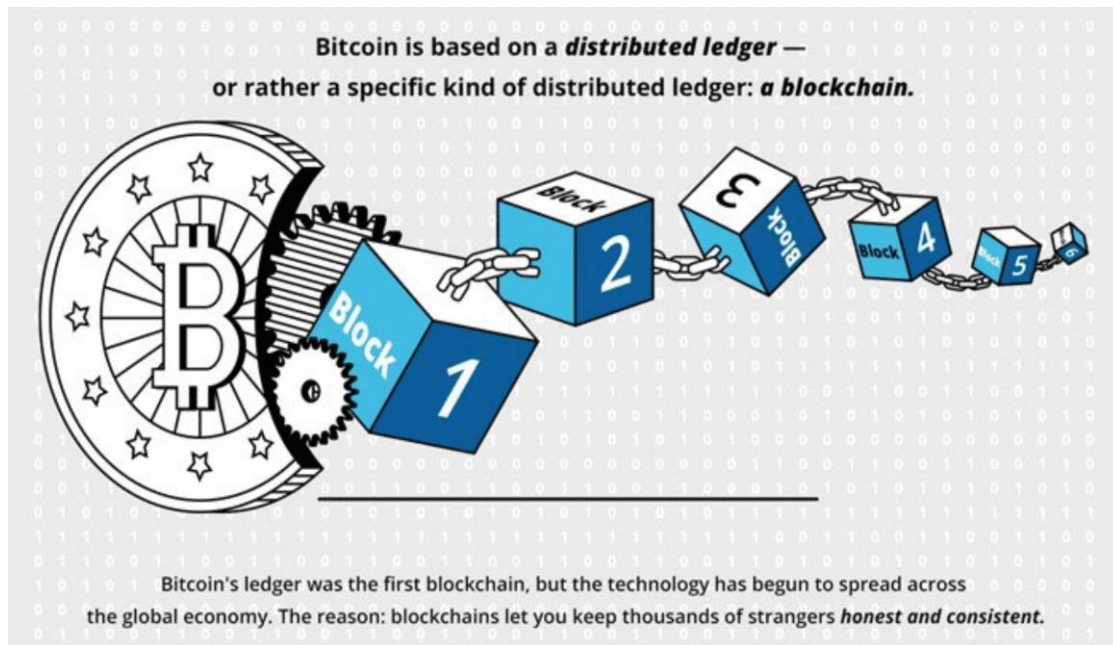 Bitcoin is based on a distributed ledger —
or rather a specific kind of distributed ledger: a blockchain.
Block
1
Block
2
3
Block
Block
4
Block
5
6
Bitcoin's ledger was the first blockchain, but the technology has begun to spread across
the global economy. The reason: blockchains let you keep thousands of strangers honest and consistent.